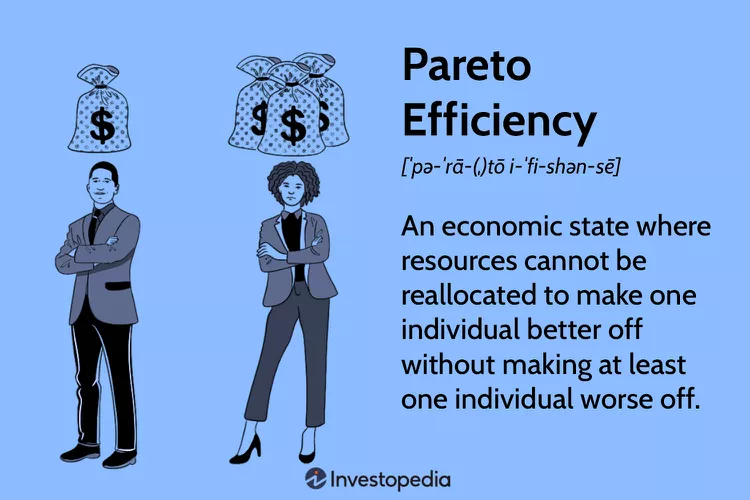 $
$ $ $
Pareto
Efficiency
[ˈpə-ˈrā-(ˌ)tō i-ˈfi-shən-sē]
An economic state where
resources cannot be
reallocated to make one
individual better off
without making at least
one individual worse off.
Investopedia